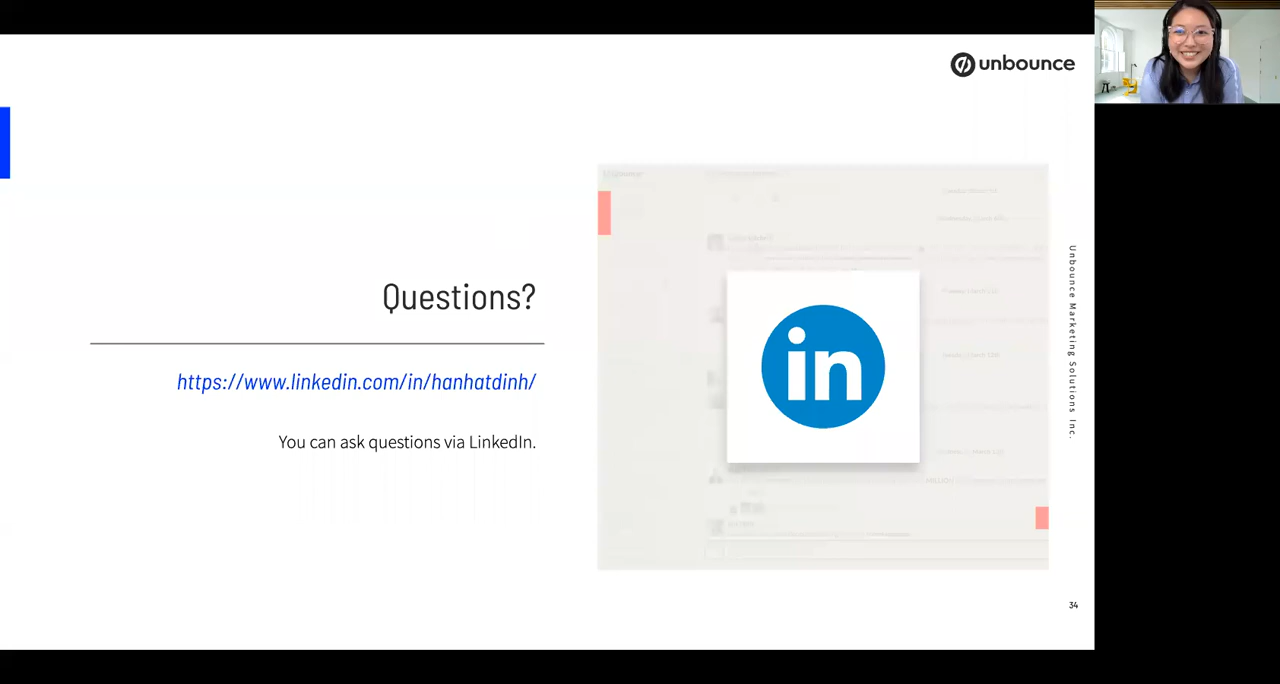 unbounce
Questions?
https://www.linkedin.com/in/hanhatdinh/
You can ask questions via LinkedIn.
in
Unbounce Marketing Solutions Inc.
34